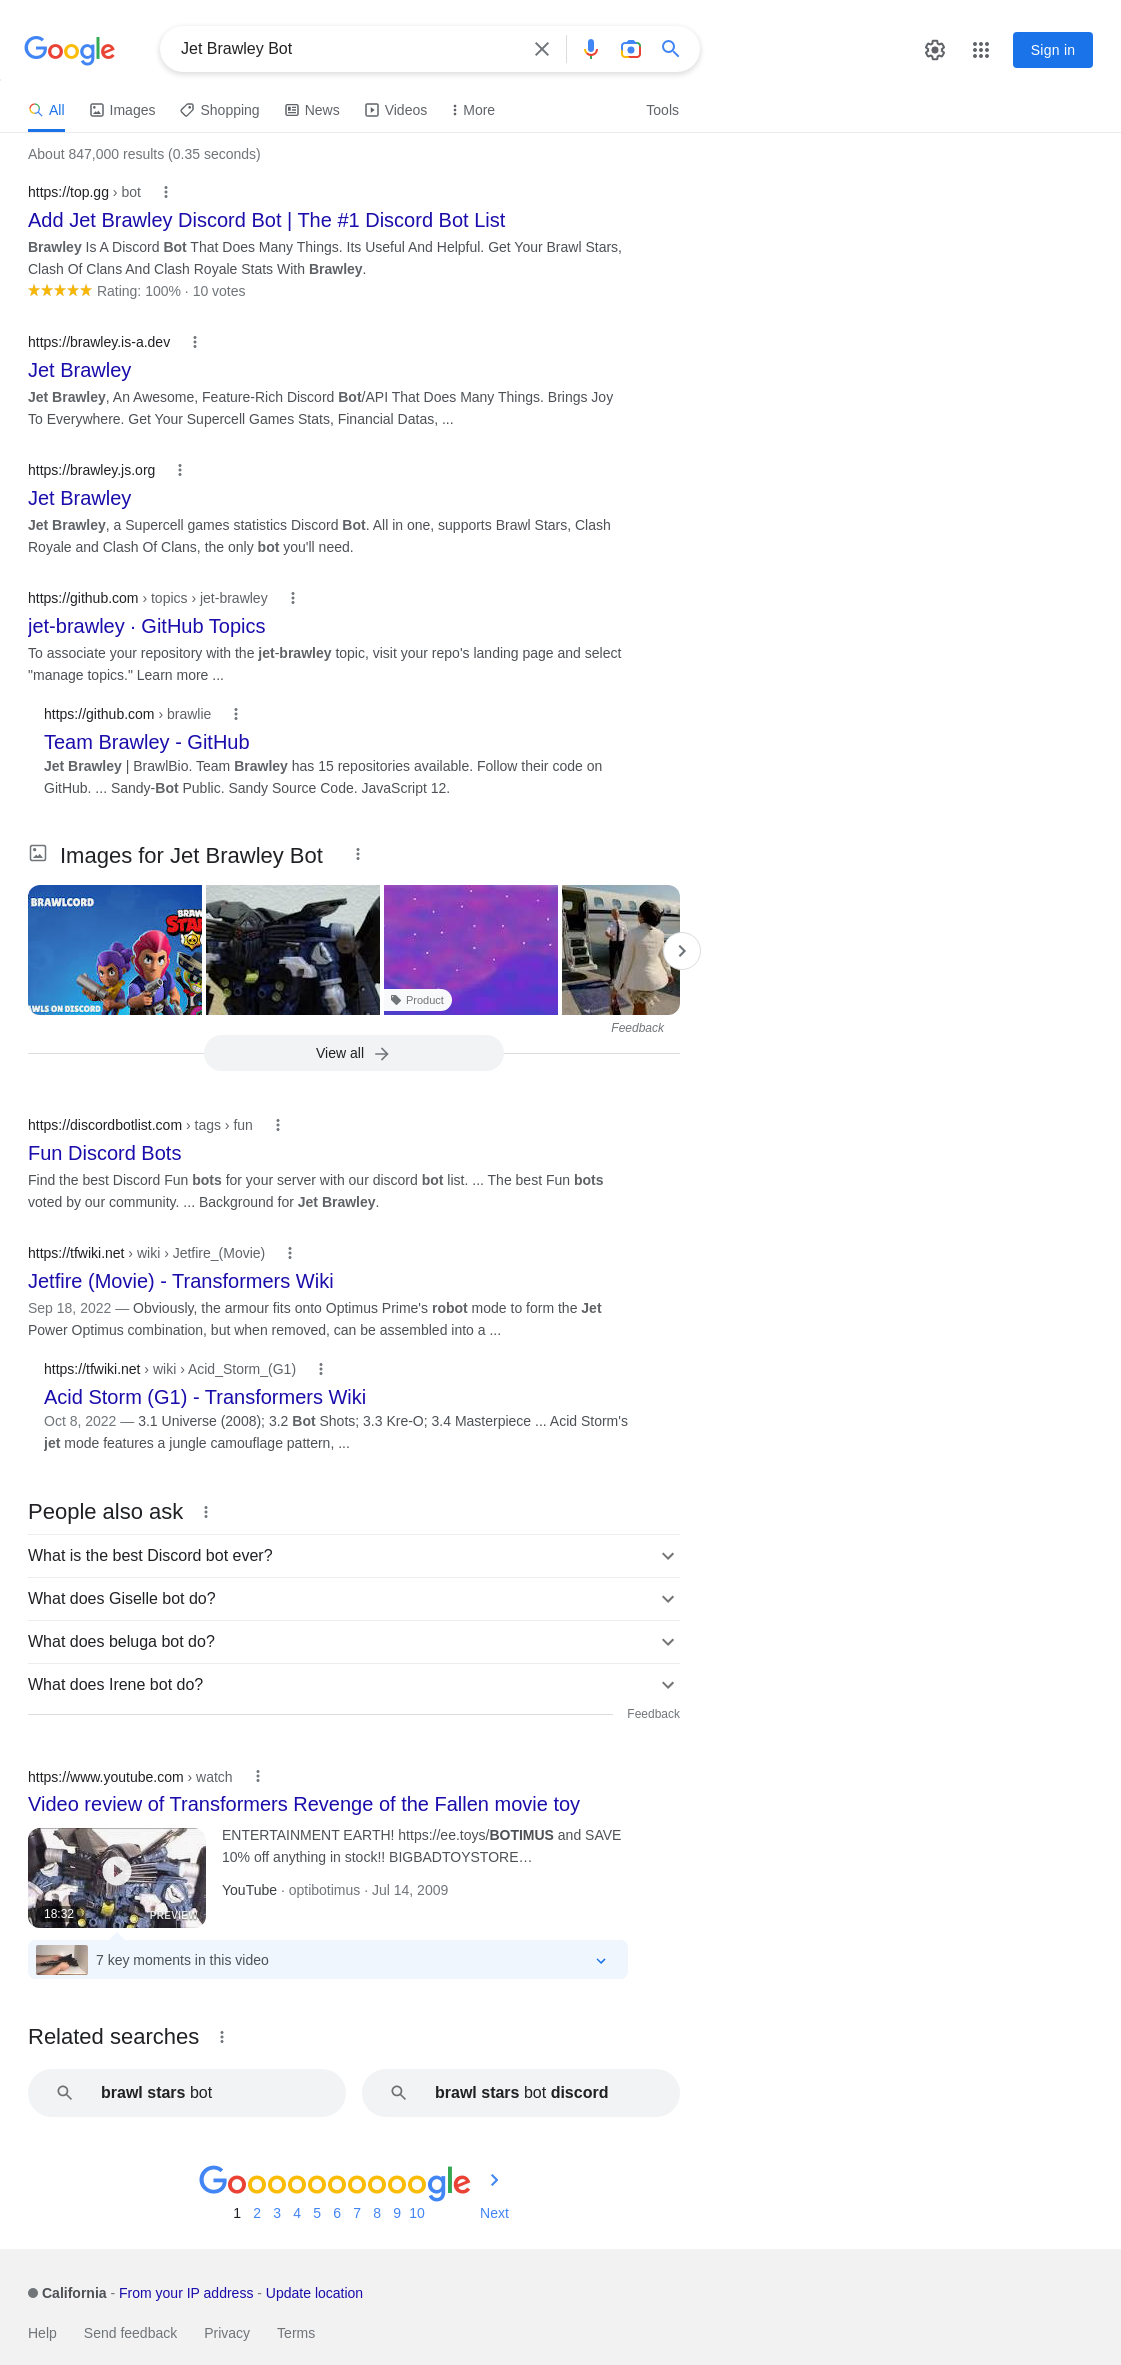 Google
Jet Brawley Bot
Sign in
All
Images
Shopping
News
Videos
More
Tools
About 847,000 results (0.35 seconds)
https://top.gg › bot
Add Jet Brawley Discord Bot | The #1 Discord Bot List
Brawley Is A Discord Bot That Does Many Things. Its Useful And Helpful. Get Your Brawl Stars,
Clash Of Clans And Clash Royale Stats With Brawley.
Rating: 100% · 10 votes
https://brawley.is-a.dev
Jet Brawley
Jet Brawley, An Awesome, Feature-Rich Discord Bot/API That Does Many Things. Brings Joy
To Everywhere. Get Your Supercell Games Stats, Financial Datas, ...
https://brawley.js.org
Jet Brawley
Jet Brawley, a Supercell games statistics Discord Bot. All in one, supports Brawl Stars, Clash
Royale and Clash Of Clans, the only bot you'll need.
https://github.com › topics › jet-brawley
jet-brawley · GitHub Topics
To associate your repository with the jet-brawley topic, visit your repo's landing page and select
"manage topics." Learn more ...
https://github.com › brawlie
Team Brawley - GitHub
Jet Brawley | BrawlBio. Team Brawley has 15 repositories available. Follow their code on
GitHub. ... Sandy-Bot Public. Sandy Source Code. JavaScript 12.
Images for Jet Brawley Bot
BRAWLCORD
BRAW
STA
AWLS ON DISCORD
Product
Feedback
View all
https://discordbotlist.com › tags › fun
Fun Discord Bots
Find the best Discord Fun bots for your server with our discord bot list. ... The best Fun bots
voted by our community. ... Background for Jet Brawley.
https://tfwiki.net › wiki › Jetfire_(Movie)
Jetfire (Movie) - Transformers Wiki
Sep 18, 2022 — Obviously, the armour fits onto Optimus Prime's robot mode to form the Jet
Power Optimus combination, but when removed, can be assembled into a ...
https://tfwiki.net › wiki › Acid_Storm_(G1)
Acid Storm (G1) - Transformers Wiki
Oct 8, 2022 — 3.1 Universe (2008); 3.2 Bot Shots; 3.3 Kre-O; 3.4 Masterpiece ... Acid Storm's
jet mode features a jungle camouflage pattern, ...
People also ask
What is the best Discord bot ever?
What does Giselle bot do?
What does beluga bot do?
What does Irene bot do?
Feedback
https://www.youtube.com › watch
Video review of Transformers Revenge of the Fallen movie toy
ENTERTAINMENT EARTH! https://ee.toys/BOTIMUS and SAVE
10% off anything in stock!! BIGBADTOYSTORE…
YouTube · optibotimus · Jul 14, 2009
18:32
PREVIEW
7 key moments in this video
Related searches
brawl stars bot
brawl stars bot discord
Goooooooooogle
1 2 3 4 5 6 7 8 9 10 Next
California - From your IP address - Update location
Help
Send feedback
Privacy
Terms